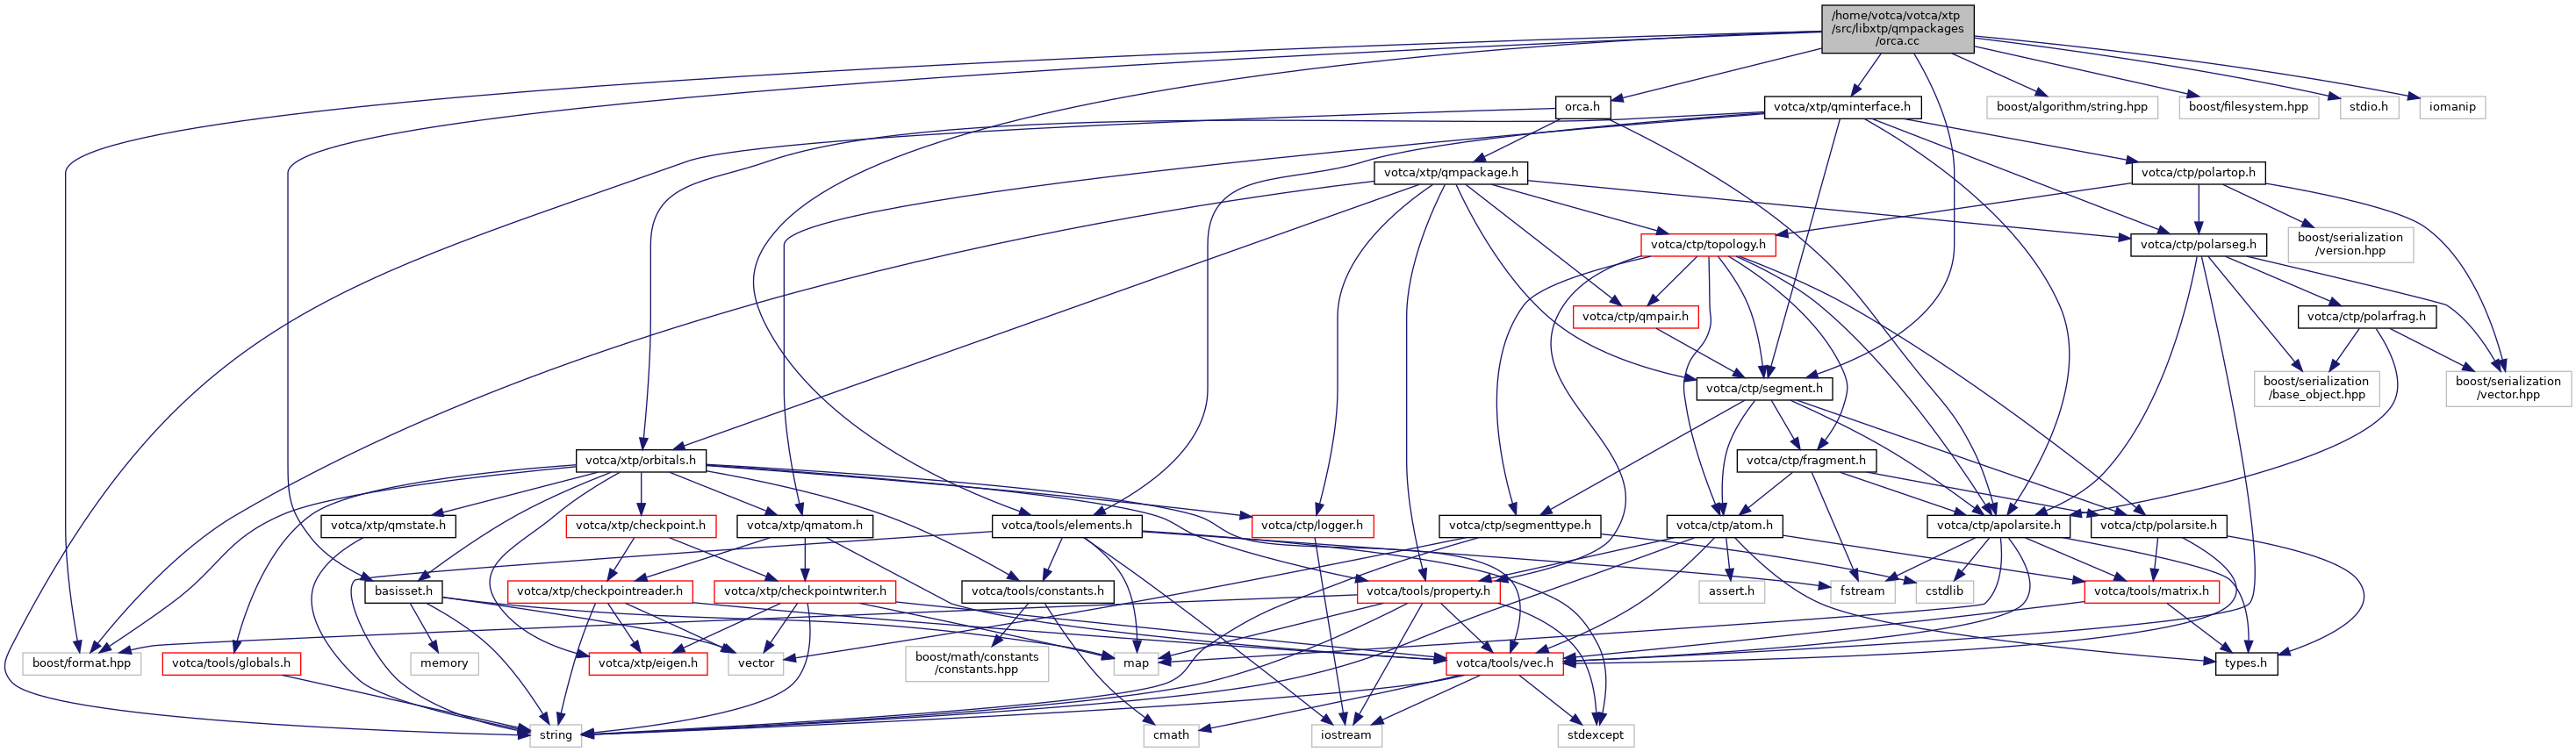 /home/votca/votca/xtp
/src/libxtp/qmpackages
/orca.cc
orca.h
votca/xtp/qminterface.h
boost/algorithm/string.hpp
boost/filesystem.hpp
stdio.h
iomanip
votca/xtp/qmpackage.h
votca/ctp/polartop.h
votca/ctp/topology.h
votca/ctp/polarseg.h
boost/serialization
/version.hpp
votca/ctp/qmpair.h
votca/ctp/polarfrag.h
votca/ctp/segment.h
boost/serialization
/base_object.hpp
boost/serialization
/vector.hpp
votca/xtp/orbitals.h
votca/ctp/fragment.h
votca/xtp/qmstate.h
votca/xtp/checkpoint.h
votca/xtp/qmatom.h
votca/tools/elements.h
votca/ctp/logger.h
votca/ctp/segmenttype.h
votca/ctp/atom.h
votca/ctp/apolarsite.h
votca/ctp/polarsite.h
basisset.h
votca/xtp/checkpointreader.h
votca/xtp/checkpointwriter.h
votca/tools/constants.h
votca/tools/property.h
assert.h
fstream
cstdlib
votca/tools/matrix.h
boost/format.hpp
votca/tools/globals.h
memory
votca/xtp/eigen.h
vector
boost/math/constants
/constants.hpp
map
votca/tools/vec.h
types.h
string
cmath
iostream
stdexcept